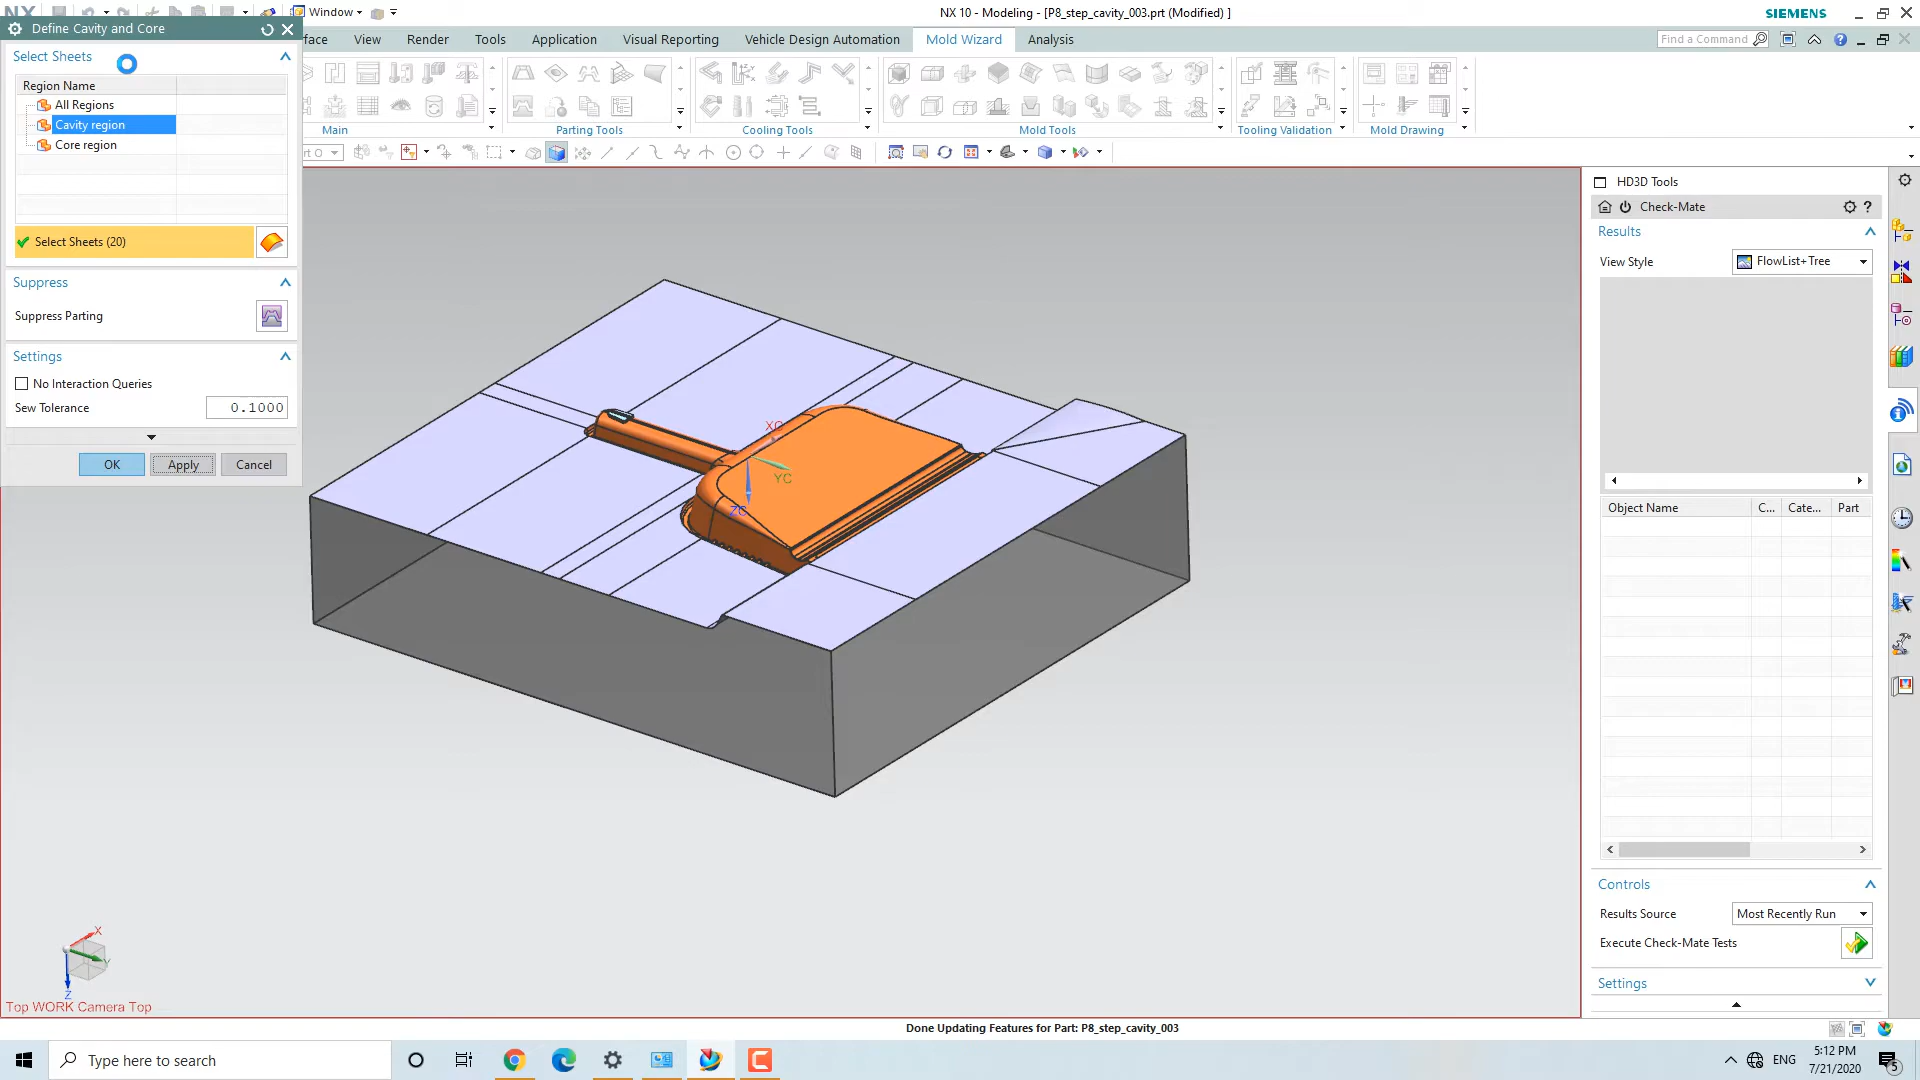 NX
Window
NX 10 - Modeling - [P8_step_cavity_003.prt (Modified) ]
SIEMENS
Define Cavity and Core
face
View
Render
Tools
Application
Visual Reporting
Vehicle Design Automation
Mold Wizard
Analysis
Find a Command
Select Sheets
Region Name
All Regions
Cavity region
Core region
Main
Parting Tools
Cooling Tools
Mold Tools
Tooling Validation
Mold Drawing
rt O
Select Sheets (20)
Suppress
Suppress Parting
Settings
No Interaction Queries
Sew Tolerance
0.1000
OK
Apply
Cancel
XC
YC
ZC
X
Y
Z
Top WORK Camera Top
HD3D Tools
Check-Mate
Results
View Style
FlowList+Tree
Object Name
C...
Cate...
Part
Controls
Results Source
Most Recently Run
Execute Check-Mate Tests
Settings
Done Updating Features for Part: P8_step_cavity_003
Type here to search
ENG
5:12 PM
7/21/2020
5